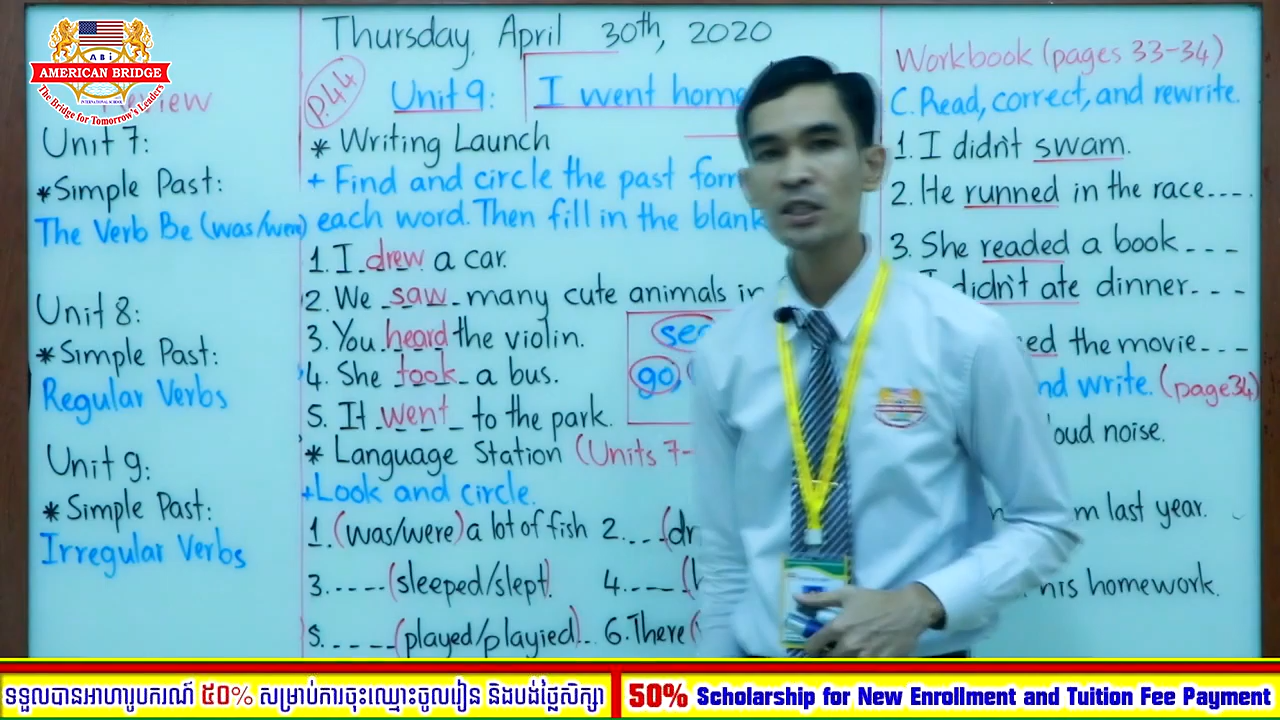 ABi
AMERICAN BRIDGE
INTERNATIONAL SCHOOL
The Bridge for Tomorrow's Leaders
Thursday, April 30th, 2020
P.44
Unit 9: I went home
Unit 7:
*Simple Past:
The Verb Be (was/were)
Unit 8:
*Simple Past:
Regular Verbs
Unit 9:
*Simple Past:
Irregular Verbs
* Writing Launch
+ Find and circle the past form
each word. Then fill in the blank
1. I drew a car.
2. We saw many cute animals in
3. You heard the violin.
4. She took a bus.
5. It went to the park.
go,
* Language Station (Units 7-
+Look and circle.
1. (was/were) a lot of fish 2. ... (dr
3. ..... (sleeped/slept). 4. ....
5. ..... (played/playied)... 6. There
Workbook (pages 33-34)
C. Read, correct, and rewrite.
1. I didn't swam.
2. He runned in the race....
3. She readed a book ...
I didn't ate dinner...
ed the movie...
nd write. (page 34)
oud noise.
m last year.
his homework.
ទទួលបានអាហារូបករណ៍ ៥០% សម្រាប់ការចុះឈ្មោះចូលរៀន និងបង់ថ្លៃសិក្សា
50% Scholarship for New Enrollment and Tuition Fee Payment